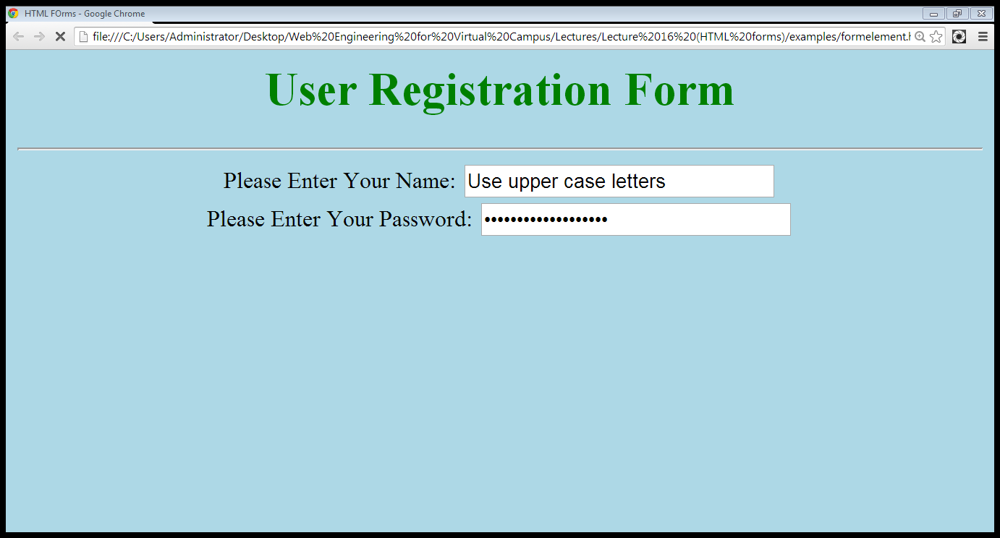 HTML FOrms - Google Chrome
file:///C:/Users/Administrator/Desktop/Web%20Engineering%20for%20Virtual%20Campus/Lectures/Lecture%2016%20(HTML%20forms)/examples/formelement.h
User Registration Form
Please Enter Your Name: Use upper case letters
Please Enter Your Password: •••••••••••••••••••